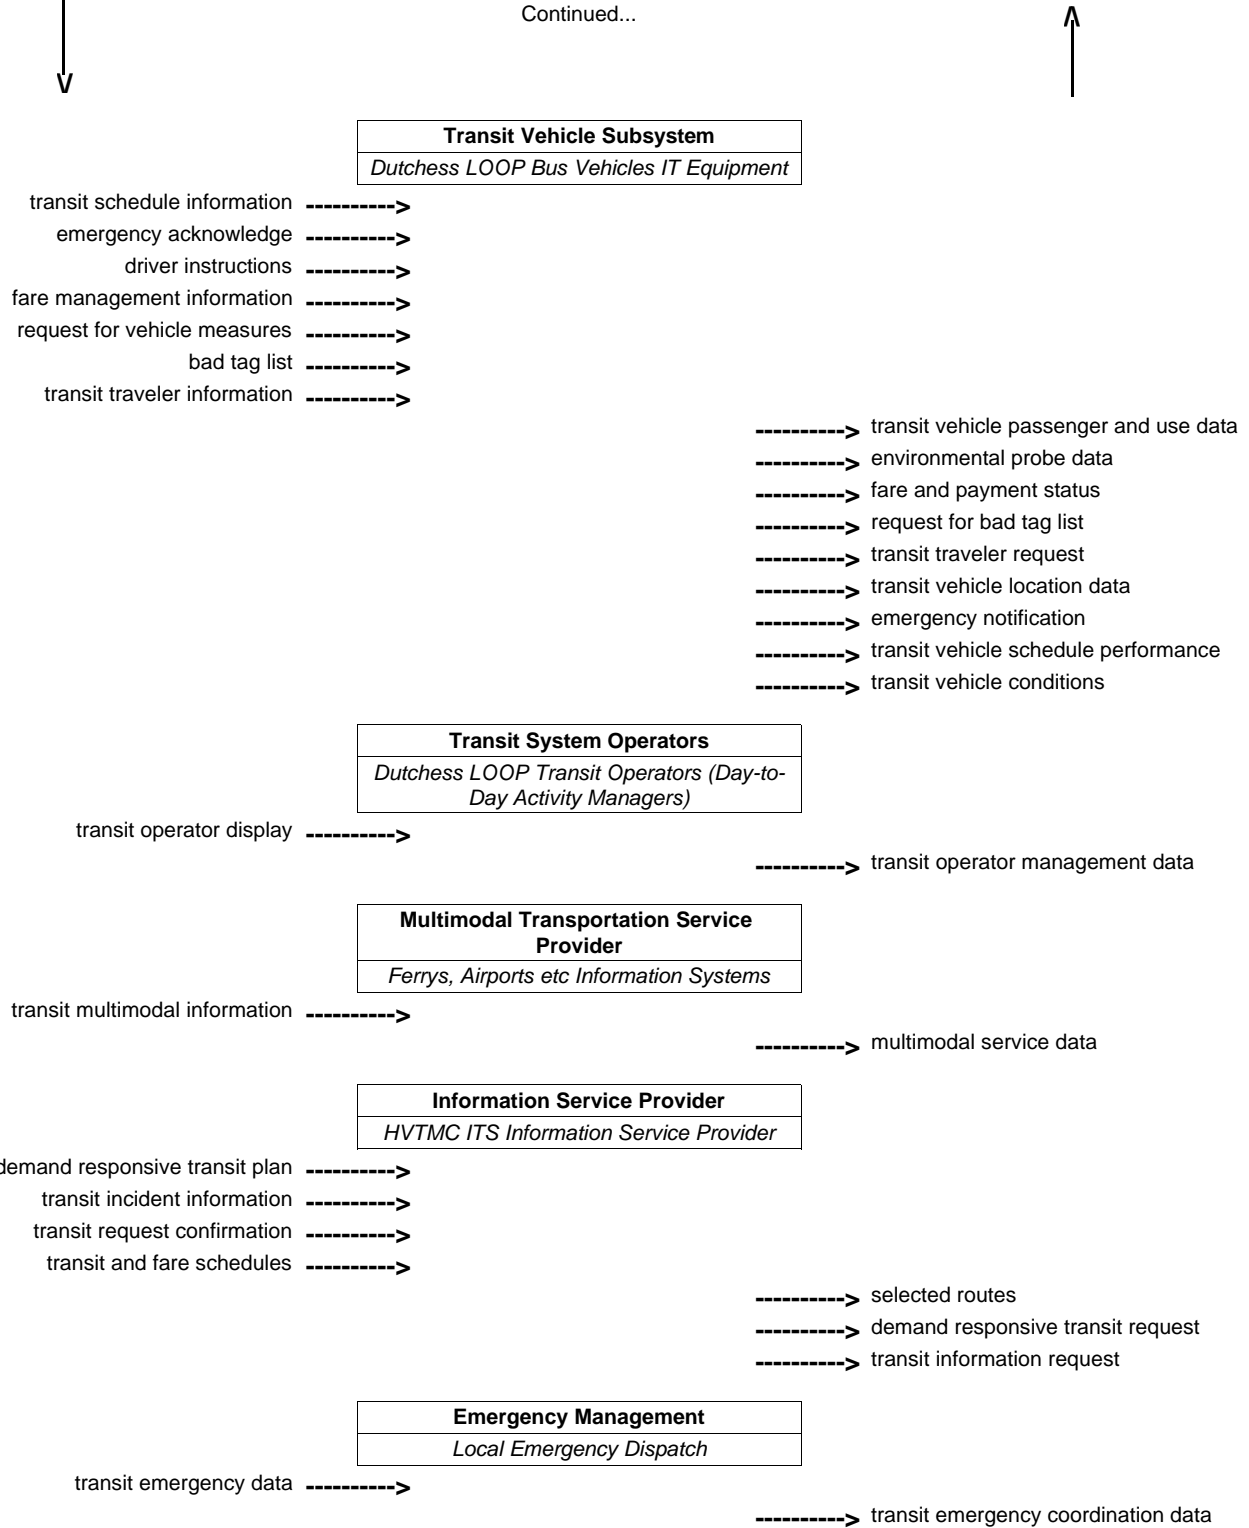 Continued...
Transit Vehicle Subsystem
Dutchess LOOP Bus Vehicles IT Equipment
transit schedule information
emergency acknowledge
driver instructions
fare management information
request for vehicle measures
bad tag list
transit traveler information
transit vehicle passenger and use data
environmental probe data
fare and payment status
request for bad tag list
transit traveler request
transit vehicle location data
emergency notification
transit vehicle schedule performance
transit vehicle conditions
Transit System Operators
Dutchess LOOP Transit Operators (Day-to-
Day Activity Managers)
transit operator display
transit operator management data
Multimodal Transportation Service
Provider
Ferrys, Airports etc Information Systems
transit multimodal information
multimodal service data
Information Service Provider
HVTMC ITS Information Service Provider
demand responsive transit plan
transit incident information
transit request confirmation
transit and fare schedules
selected routes
demand responsive transit request
transit information request
Emergency Management
Local Emergency Dispatch
transit emergency data
transit emergency coordination data